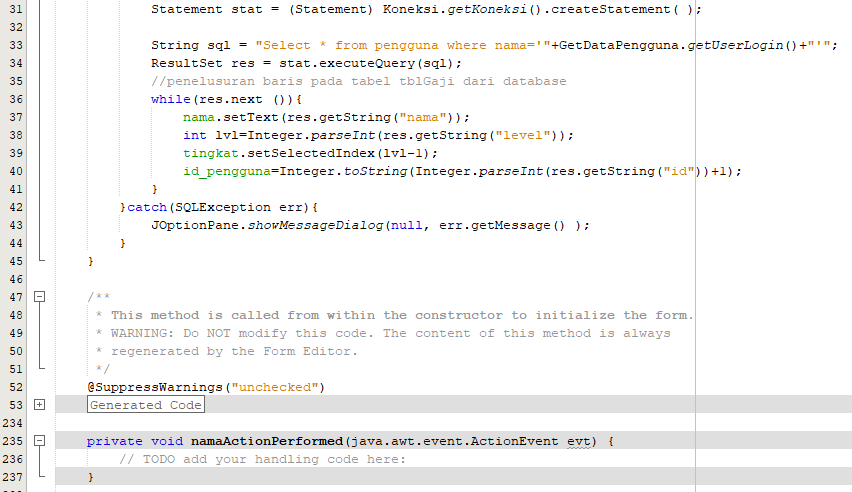 31 Statement stat = (Statement) Koneksi.getKoneksi().createStatement( );
32
33 String sql = "Select * from pengguna where nama='"+GetDataPengguna.getUserLogin()+"'";
34 ResultSet res = stat.executeQuery(sql);
35 //penelusuran baris pada tabel tblGaji dari database
36 while(res.next ()){
37 nama.setText(res.getString("nama"));
38 int lvl=Integer.parseInt(res.getString("level"));
39 tingkat.setSelectedIndex(lvl-1);
40 id_pengguna=Integer.toString(Integer.parseInt(res.getString("id"))+1);
41 }
42 }catch(SQLException err){
43 JOptionPane.showMessageDialog(null, err.getMessage() );
44 }
45 }
46
47 /**
48 * This method is called from within the constructor to initialize the form.
49 * WARNING: Do NOT modify this code. The content of this method is always
50 * regenerated by the Form Editor.
51 */
52 @SuppressWarnings("unchecked")
53 Generated Code
234
235 private void namaActionPerformed(java.awt.event.ActionEvent evt) {
236 // TODO add your handling code here:
237 }